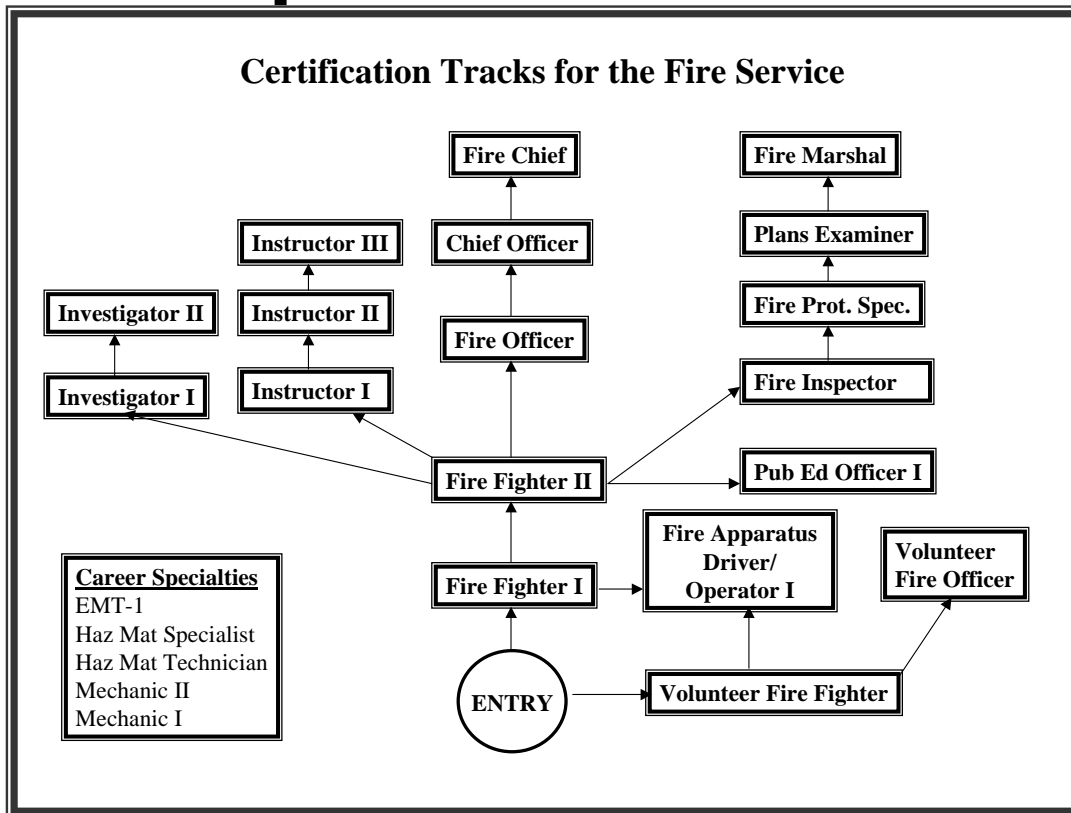 Certification Tracks for the Fire Service
Fire Chief
Fire Marshal
Instructor III
Chief Officer
Plans Examiner
Investigator II
Instructor II
Fire Officer
Fire Prot. Spec.
Investigator I
Instructor I
Fire Inspector
Fire Fighter II
Pub Ed Officer I
Fire Apparatus
Driver/
Operator I
Volunteer
Fire Officer
Fire Fighter I
Career Specialties
EMT-1
Haz Mat Specialist
Haz Mat Technician
Mechanic II
Mechanic I
ENTRY
Volunteer Fire Fighter